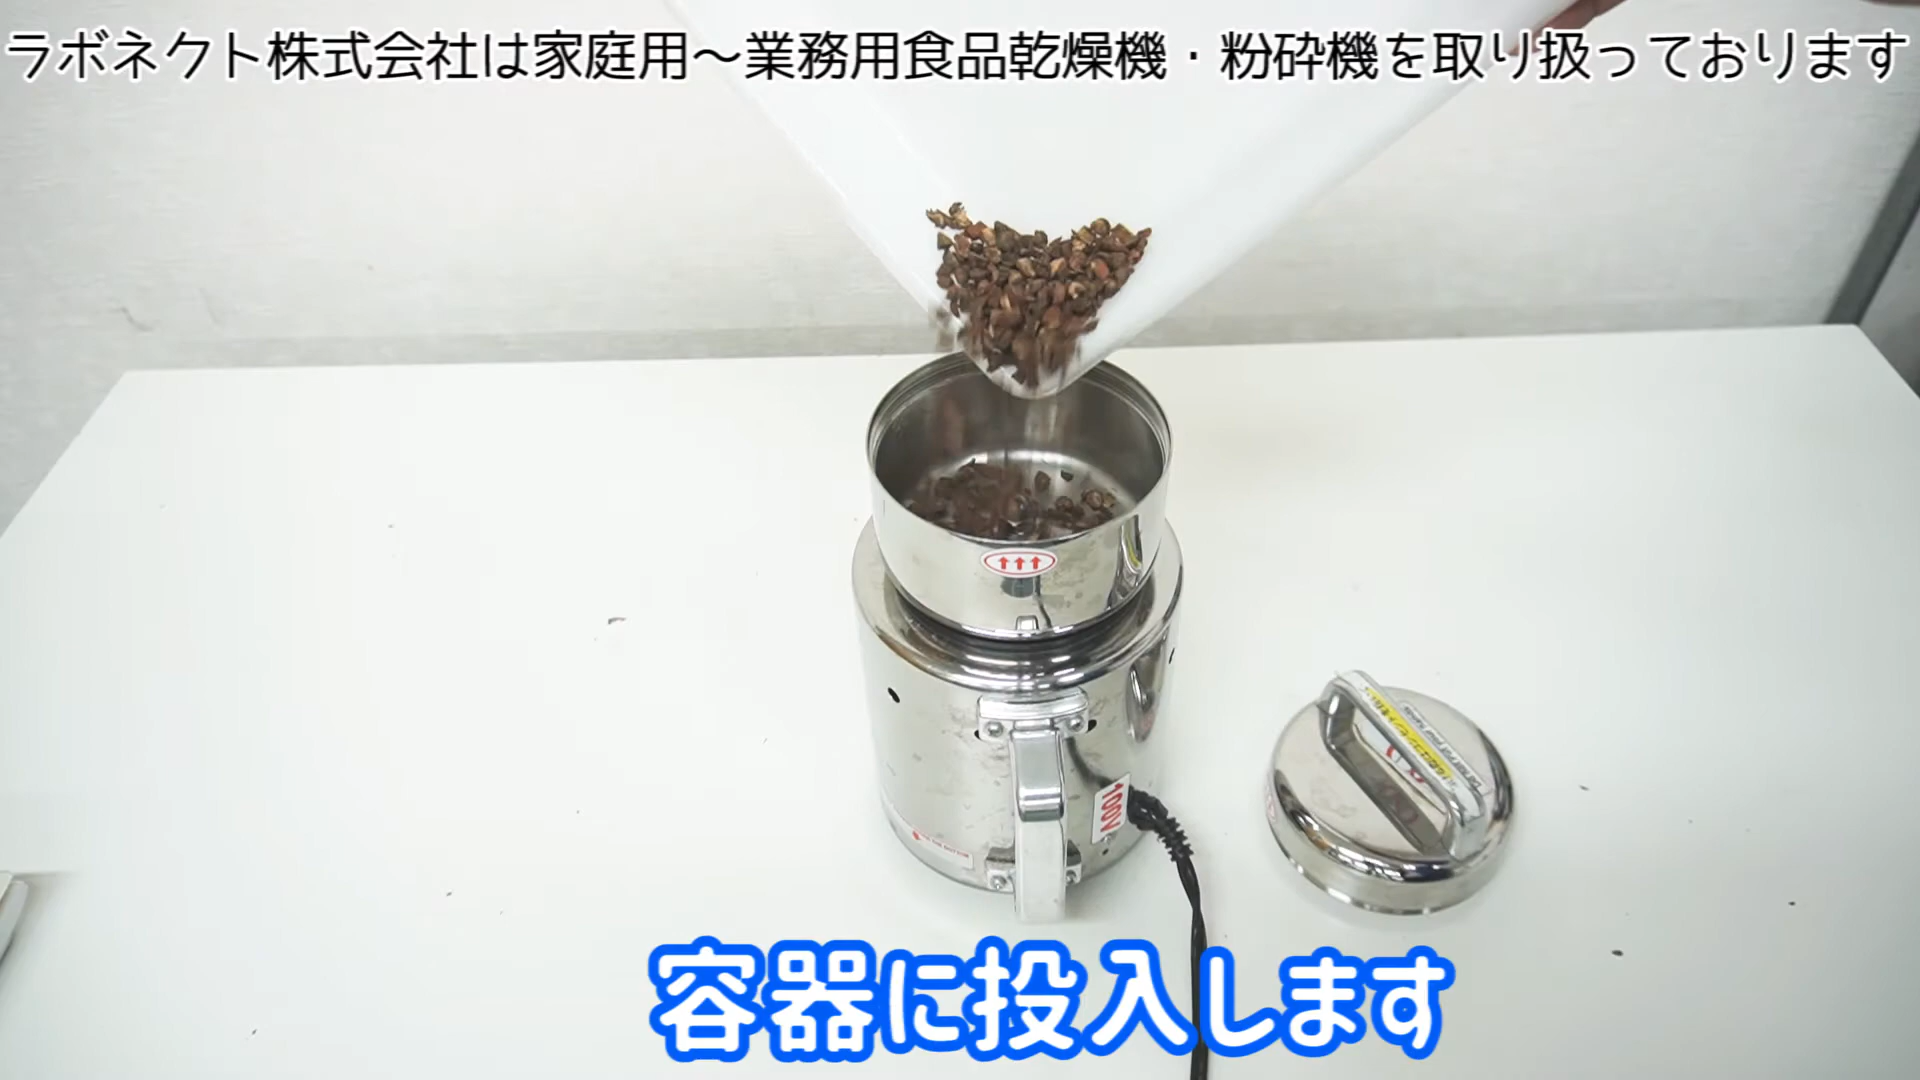 ラボネクト株式会社は家庭用～業務用食品乾燥機・粉砕機を取り扱っております
100V
容器に投入します